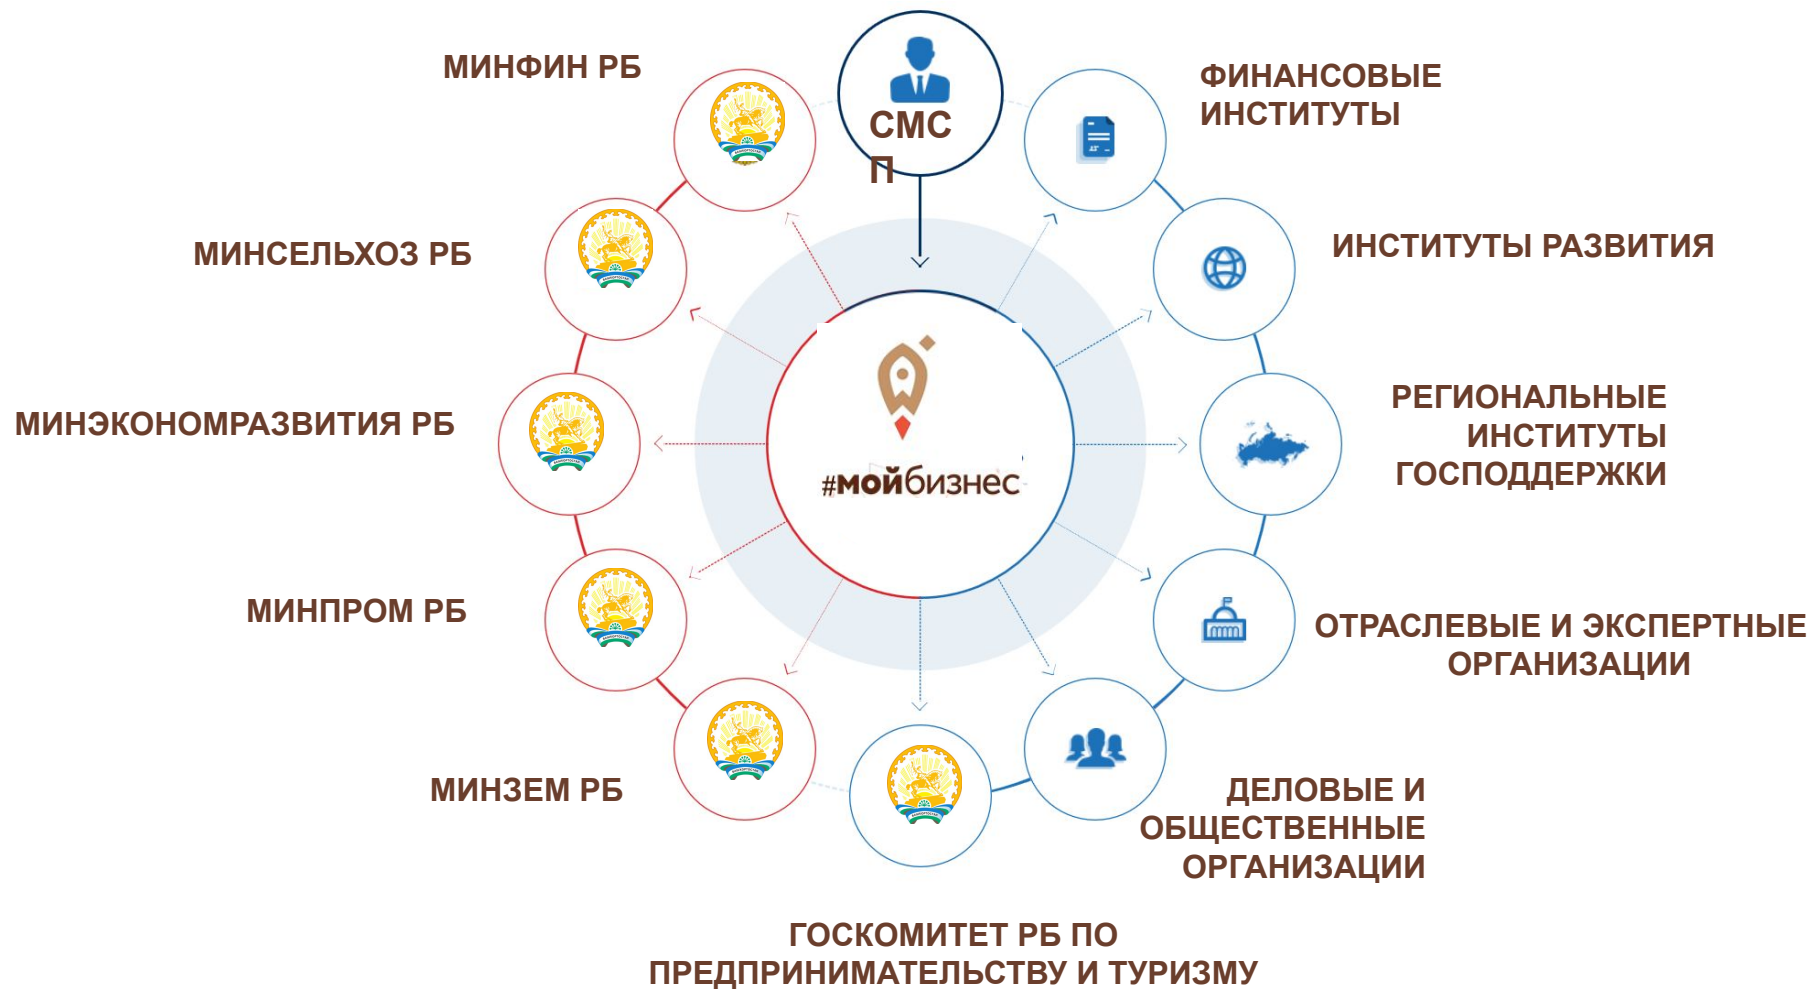 МИНФИН РБ
СМС
П
ФИНАНСОВЫЕ
ИНСТИТУТЫ
МИНСЕЛЬХОЗ РБ
ИНСТИТУТЫ РАЗВИТИЯ
МИНЭКОНОМРАЗВИТИЯ РБ
#мойбизнес
РЕГИОНАЛЬНЫЕ
ИНСТИТУТЫ
ГОСПОДДЕРЖКИ
МИНПРОМ РБ
ОТРАСЛЕВЫЕ И ЭКСПЕРТНЫЕ
ОРГАНИЗАЦИИ
МИНЗЕМ РБ
ДЕЛОВЫЕ И
ОБЩЕСТВЕННЫЕ
ОРГАНИЗАЦИИ
ГОСКОМИТЕТ РБ ПО
ПРЕДПРИНИМАТЕЛЬСТВУ И ТУРИЗМУ